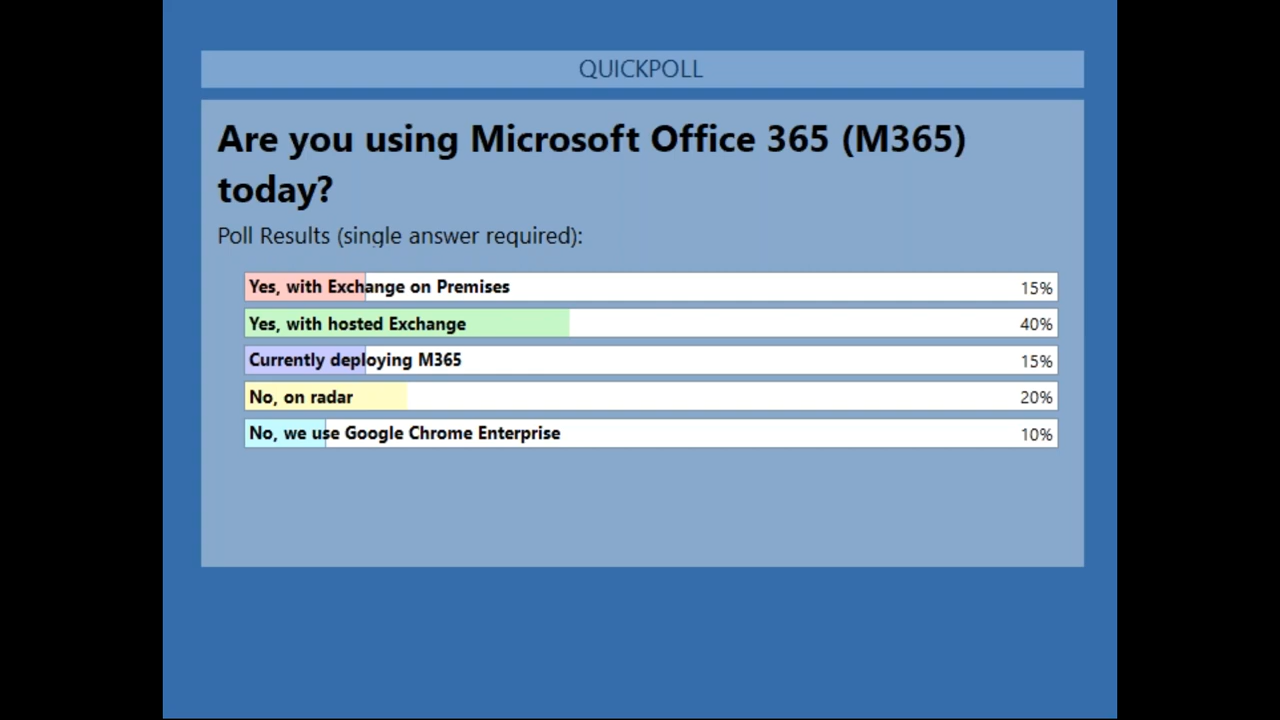 QUICKPOLL
Are you using Microsoft Office 365 (M365)
today?
Poll Results (single answer required):
Yes, with Exchange on Premises 15%
Yes, with hosted Exchange 40%
Currently deploying M365 15%
No, on radar 20%
No, we use Google Chrome Enterprise 10%